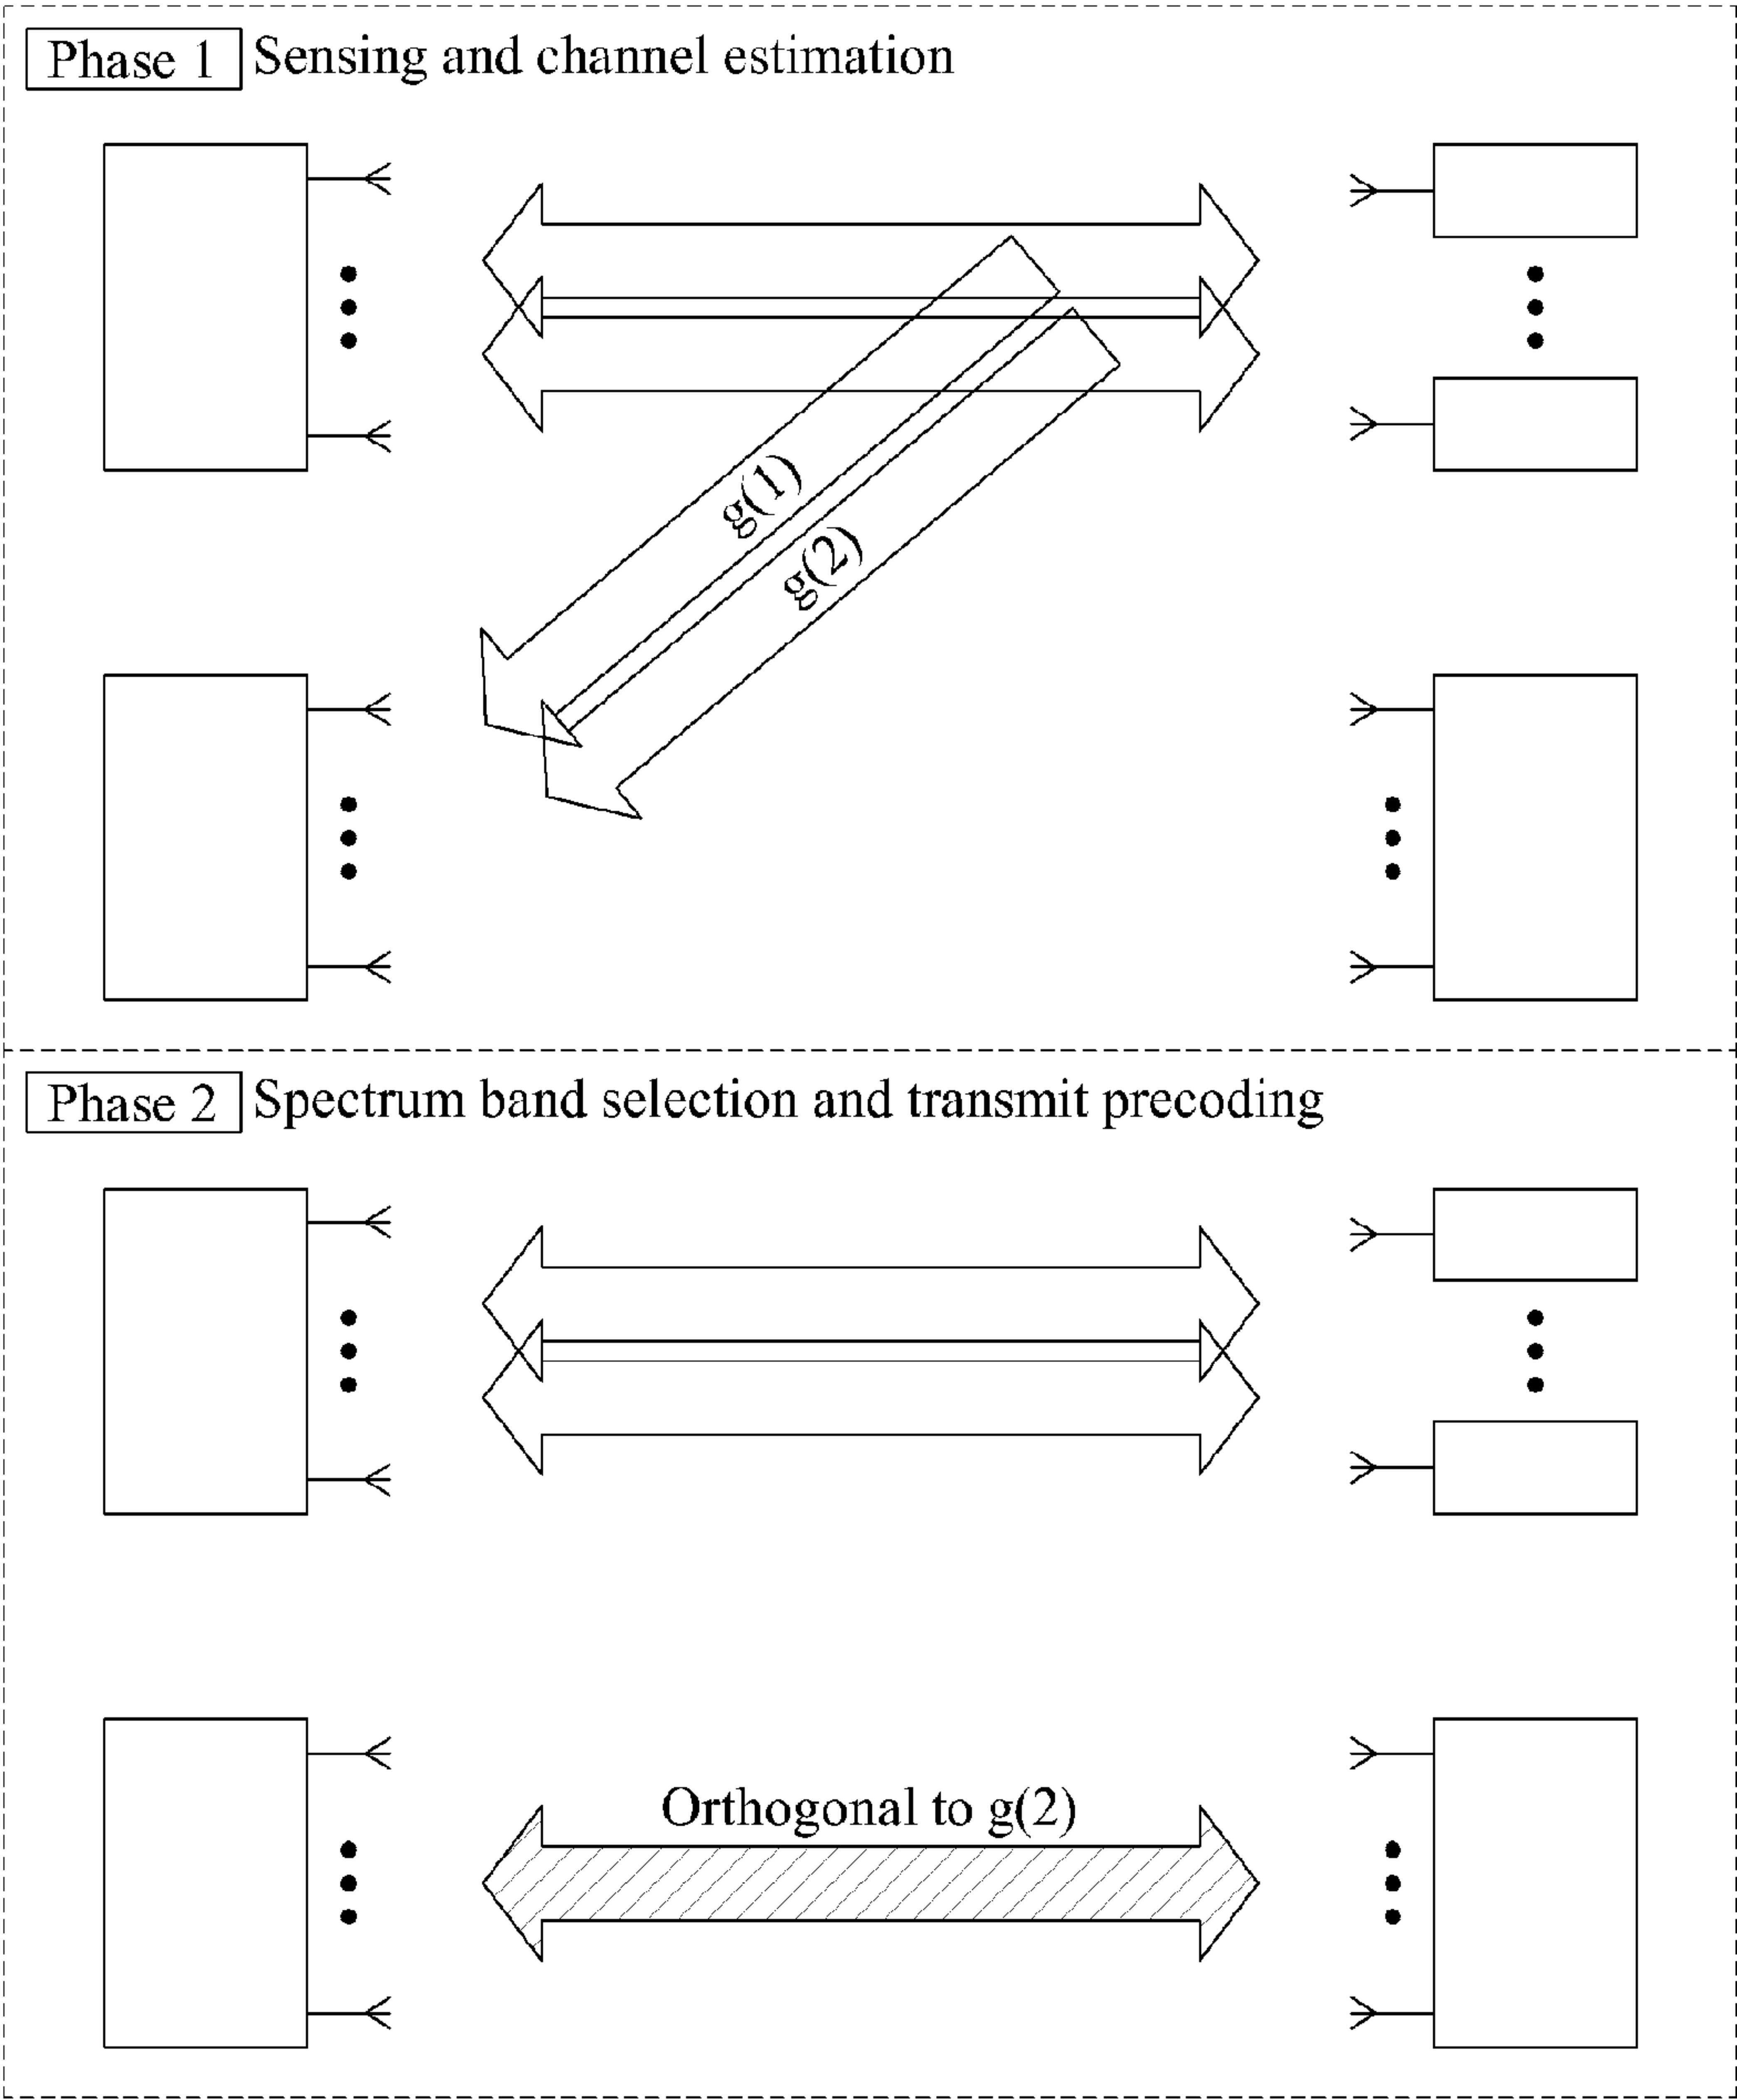 Phase 1 Sensing and channel estimation
g(1)
g(2)
Phase 2 Spectrum band selection and transmit precoding
Orthogonal to g(2)